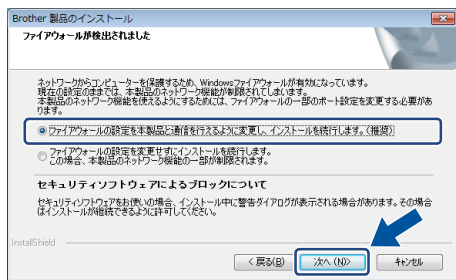 Brother 製品のインストール
ファイアウォールが検出されました
ネットワークからコンピューターを保護するため、Windowsファイアウォールが有効になっています。
現在の設定のままでは、本製品のネットワーク機能が制限されてしまいます。
本製品のネットワーク機能を使えるようにするためには、ファイアウォールの一部のポート設定を変更する必要があ
ります。
ファイアウォールの設定を本製品と通信を行えるように変更し、インストールを続行します。(推奨)
ファイアウォールの設定を変更せずにインストールを続行します。
この場合、本製品のネットワーク機能の一部が制限されます。
セキュリティソフトウェアによるブロックについて
セキュリティソフトウェアをお使いの場合、インストール中に警告ダイアログが表示される場合があります。その場合
はインストールが継続できるように許可してください。
InstallShield
< 戻る(B)
次へ (N)>
キャンセル